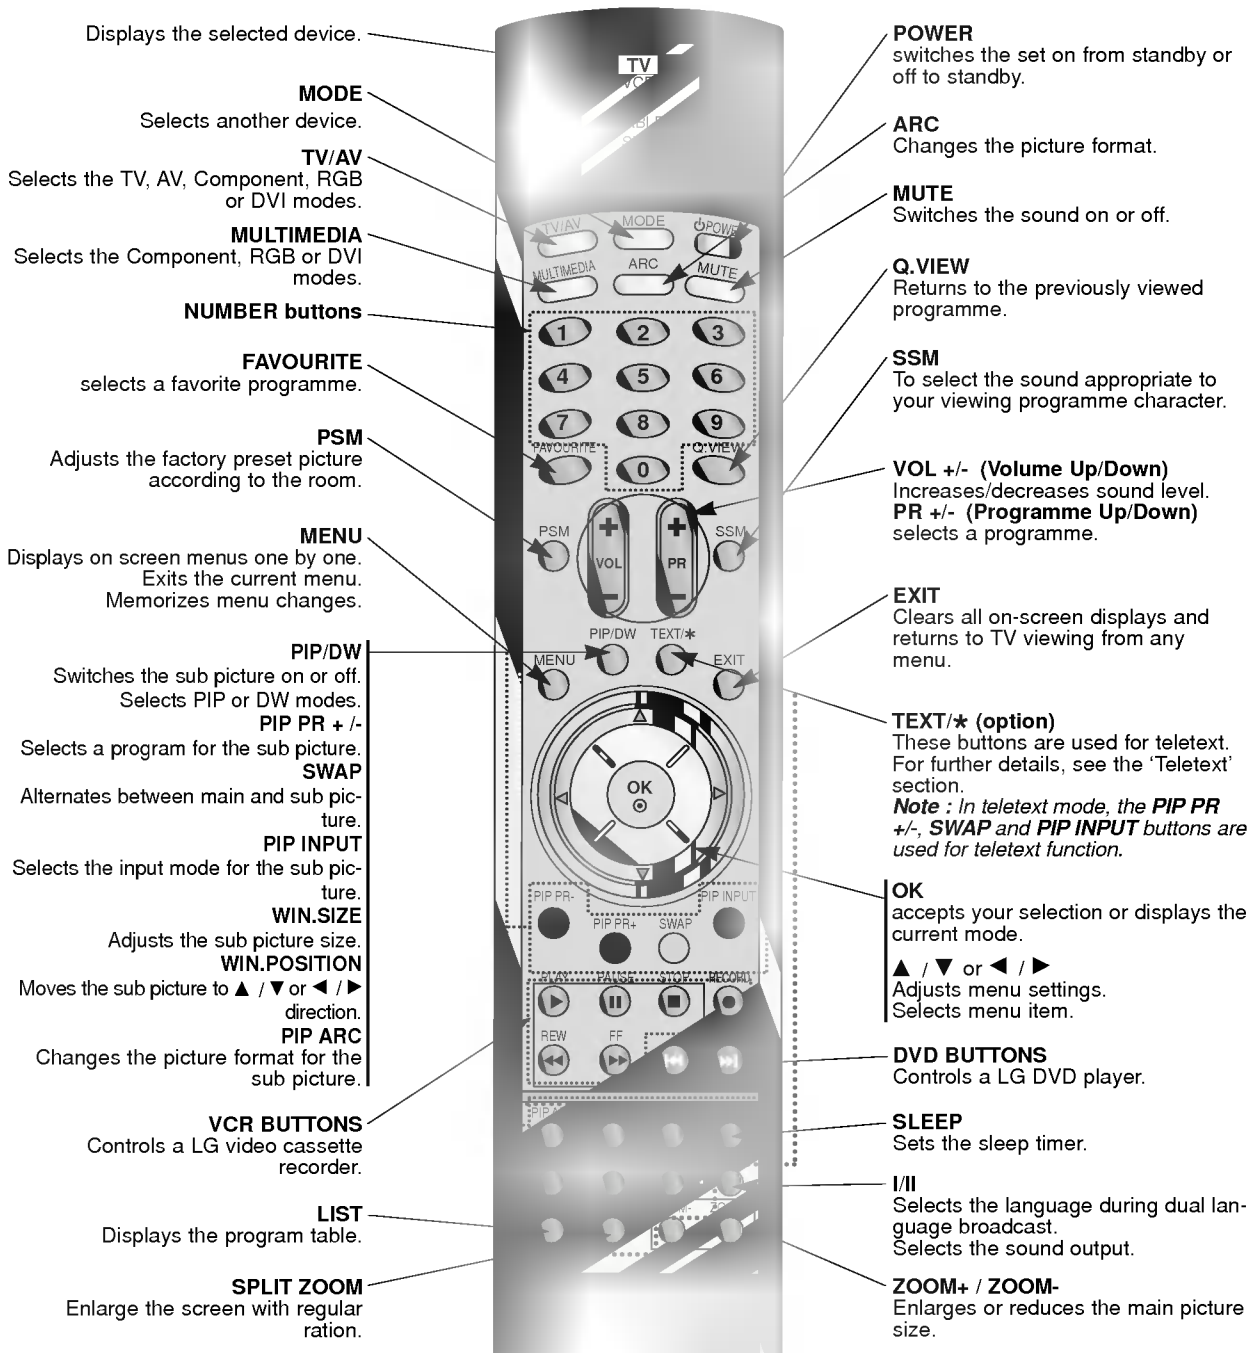 Displays the selected device.
MODE
Selects another device.
TV/AV
Selects the TV, AV, Component, RGB
or DVI modes.
MULTIMEDIA
Selects the Component, RGB or DVI
modes.
NUMBER buttons
FAVOURITE
selects a favorite programme.
PSM
Adjusts the factory preset picture
according to the room.
MENU
Displays on screen menus one by one.
Exits the current menu.
Memorizes menu changes.
PIP/DW
Switches the sub picture on or off.
Selects PIP or DW modes.
PIP PR + /-
Selects a program for the sub picture.
SWAP
Alternates between main and sub pic-
ture.
PIP INPUT
Selects the input mode for the sub pic-
ture.
WIN.SIZE
Adjusts the sub picture size.
WIN.POSITION
Moves the sub picture to ▲ / ▼ or ◀ / ▶
direction.
PIP ARC
Changes the picture format for the
sub picture.
VCR BUTTONS
Controls a LG video cassette
recorder.
LIST
Displays the program table.
SPLIT ZOOM
Enlarge the screen with regular
ration.
TV
TV/AV
MODE
POWER
MULTIMEDIA
ARC
MUTE
1
2
3
4
5
6
7
8
9
FAVOURITE
0
Q.VIEW
PSM
+
VOL
-
+
PR
-
SSM
PIP/DW
TEXT/*
MENU
EXIT
OK
PIP PR-
PIP PR+
SWAP
PIP INPUT
PLAY
PAUSE
STOP
RECORD
REW
FF
POWER
switches the set on from standby or
off to standby.
ARC
Changes the picture format.
MUTE
Switches the sound on or off.
Q.VIEW
Returns to the previously viewed
programme.
SSM
To select the sound appropriate to
your viewing programme character.
VOL +/- (Volume Up/Down)
Increases/decreases sound level.
PR +/- (Programme Up/Down)
selects a programme.
EXIT
Clears all on-screen displays and
returns to TV viewing from any
menu.
TEXT/* (option)
These buttons are used for teletext.
For further details, see the ‘Teletext’
section.
Note : In teletext mode, the PIP PR
+/-, SWAP and PIP INPUT buttons are
used for teletext function.
OK
accepts your selection or displays the
current mode.
▲ / ▼ or ◀ / ▶
Adjusts menu settings.
Selects menu item.
DVD BUTTONS
Controls a LG DVD player.
SLEEP
Sets the sleep timer.
I/II
Selects the language during dual lan-
guage broadcast.
Selects the sound output.
ZOOM+ / ZOOM-
Enlarges or reduces the main picture
size.